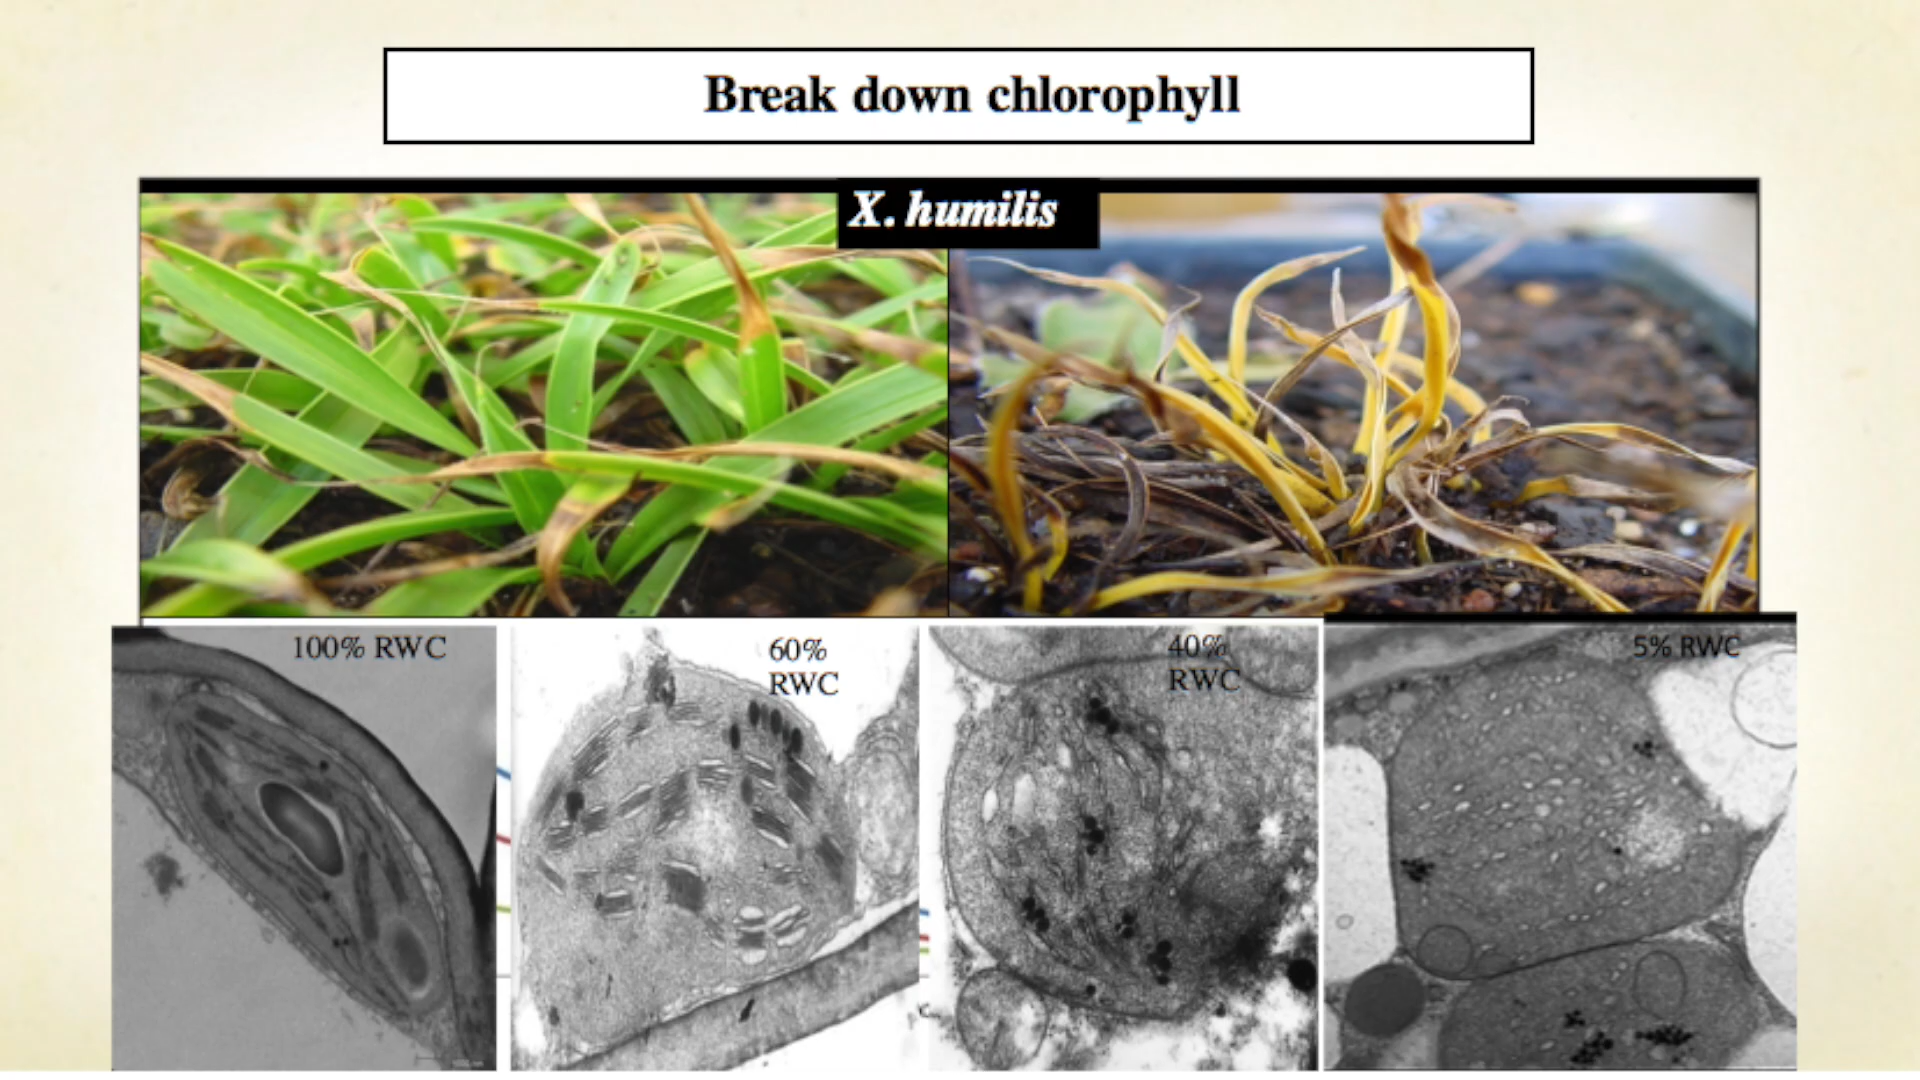 Break down chlorophyll
X. humilis
100% RWC
60%
RWC
40%
RWC
5% RWC